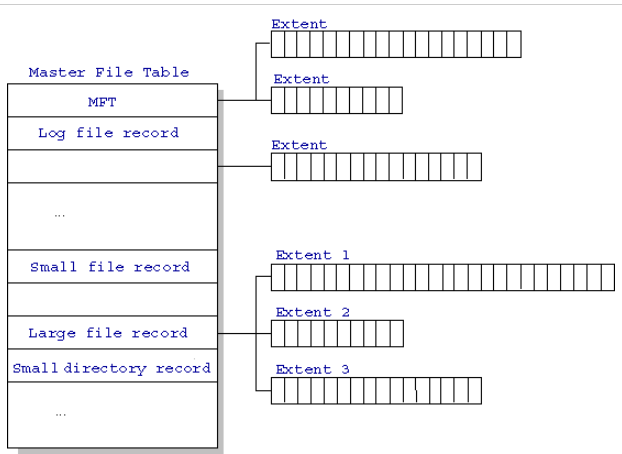 Extent
Master File Table
Extent
MFT
Log file record
Extent
...
Extent 1
Small file record
Extent 2
Large file record
Extent 3
Small directory record
...